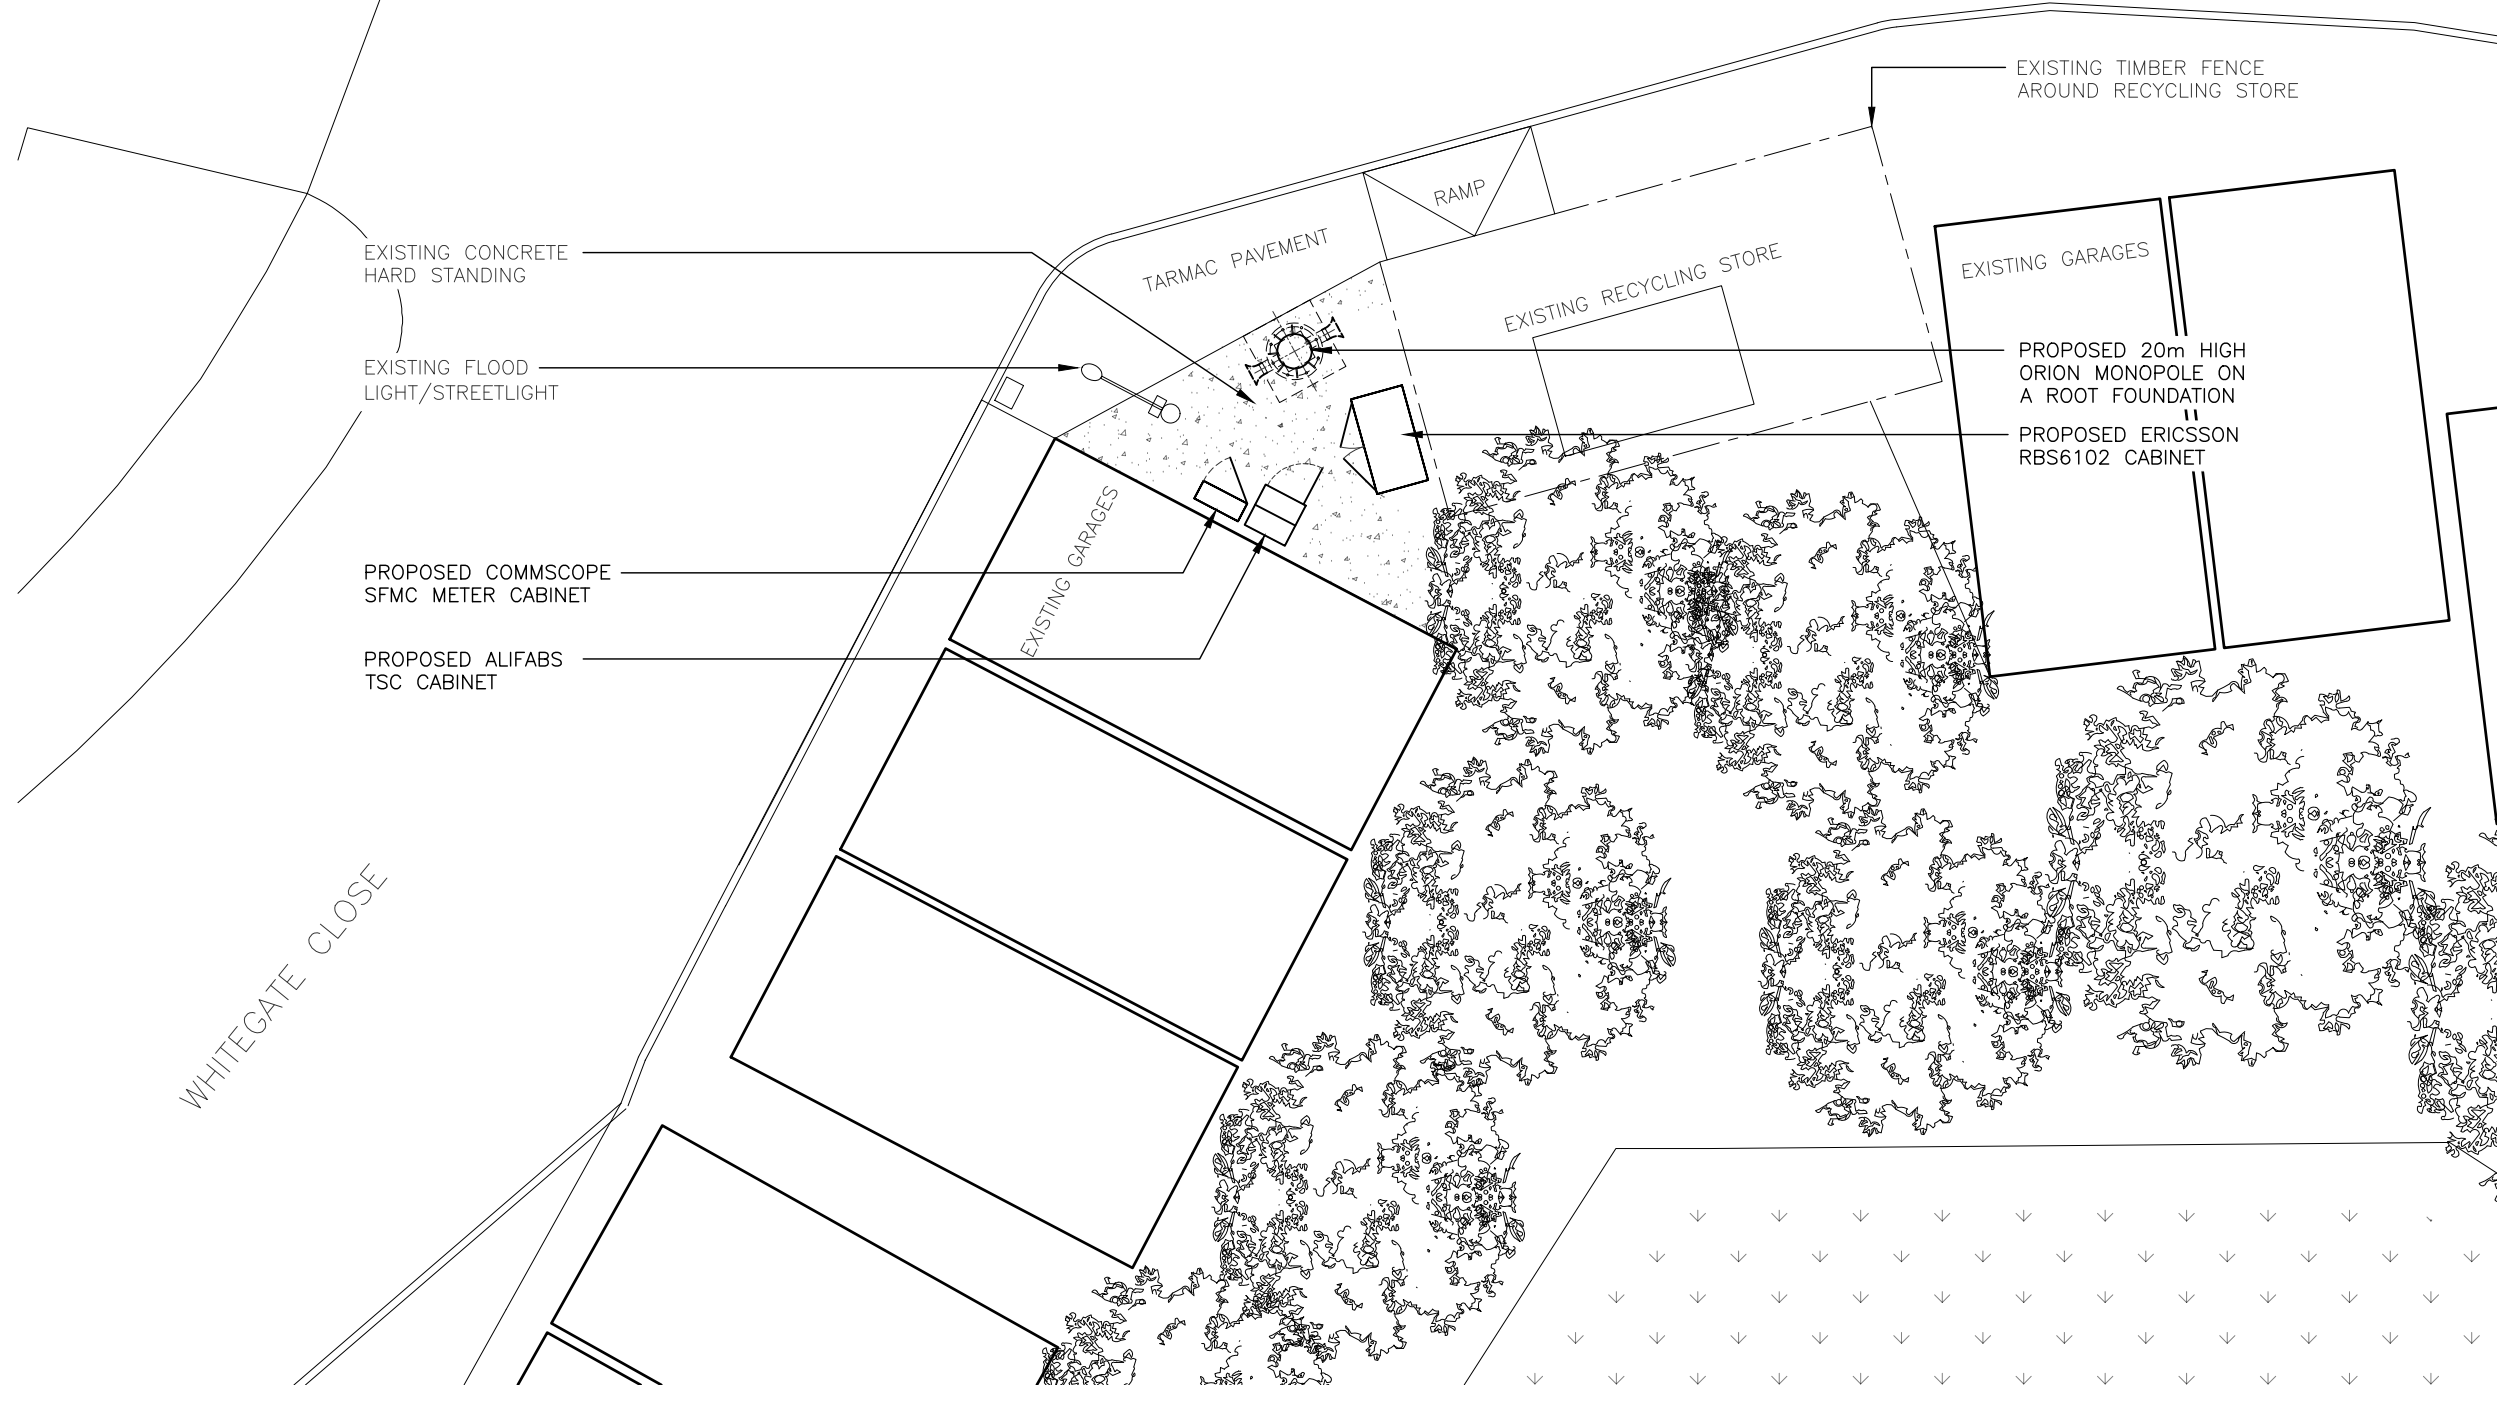 EXISTING TIMBER FENCE
AROUND RECYCLING STORE
RAMP
TARMAC PAVEMENT
EXISTING CONCRETE
HARD STANDING
EXISTING RECYCLING STORE
EXISTING GARAGES
EXISTING FLOOD
LIGHT/STREETLIGHT
PROPOSED 20m HIGH
ORION MONOPOLE ON
A ROOT FOUNDATION
PROPOSED ERICSSON
RBS6102 CABINET
EXISTING GARAGES
PROPOSED COMMSCOPE
SFMC METER CABINET
PROPOSED ALIFABS
TSC CABINET
WHITEGATE CLOSE